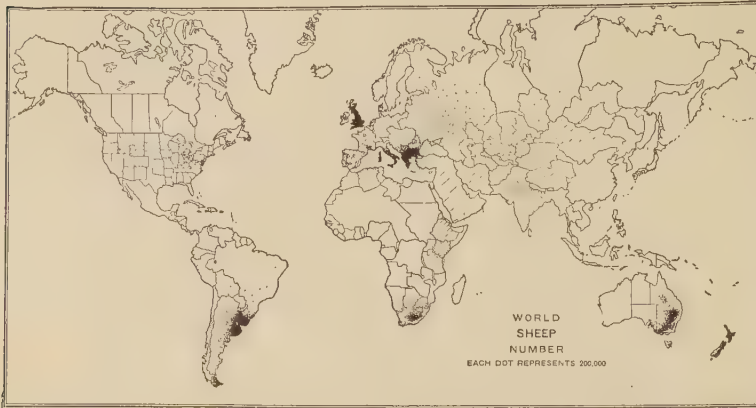 WORLD
SHEEP
NUMBER
EACH DOT REPRESENTS 200,000